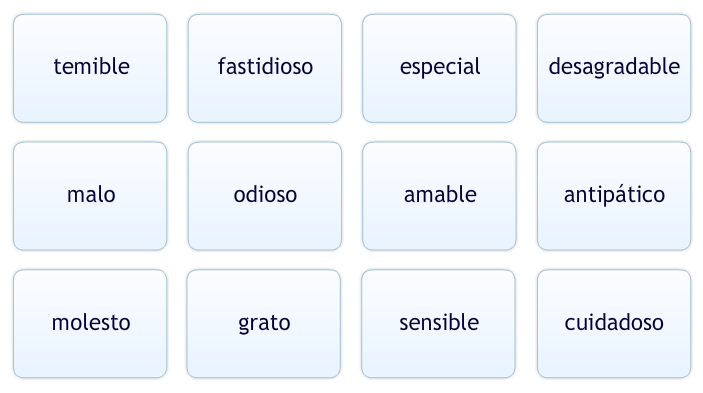 temible
fastidioso
especial
desagradable
malo
odioso
amable
antipático
molesto
grato
sensible
cuidadoso